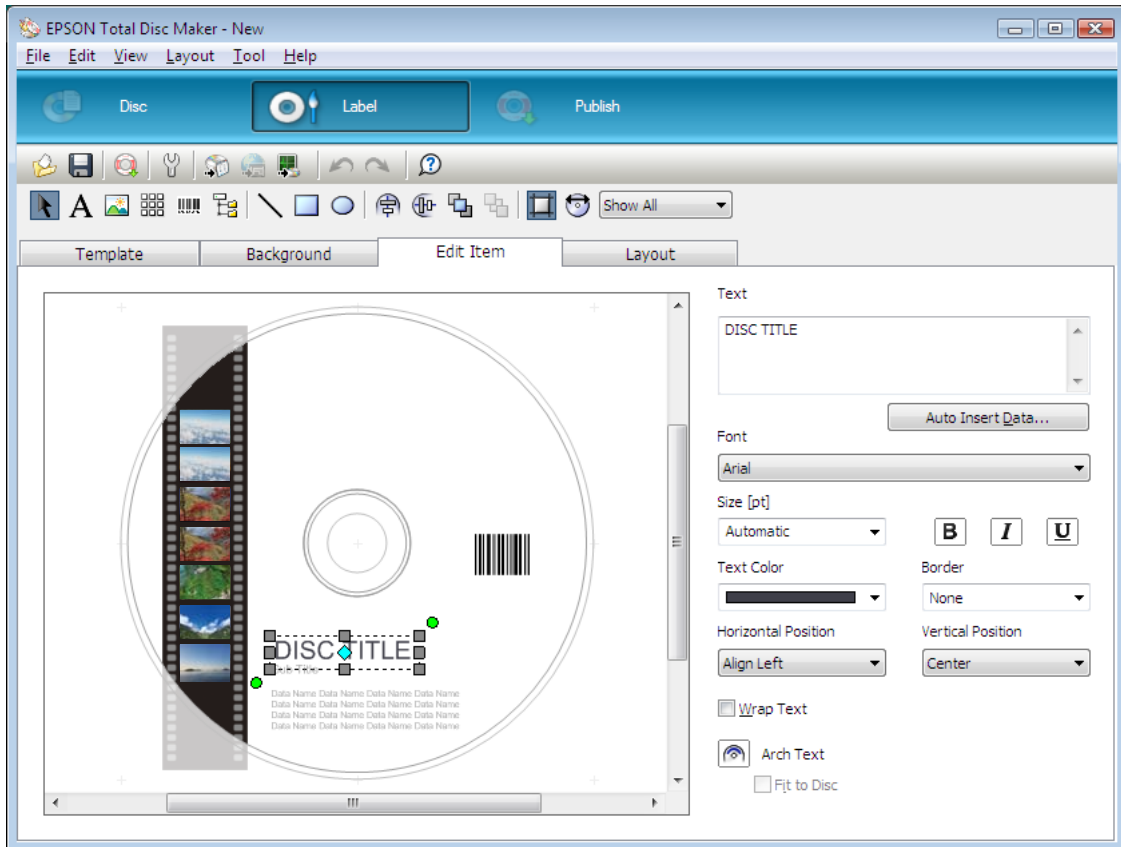 EPSON Total Disc Maker - New
File Edit View Layout Tool Help
Disc Label Publish
Show All
Template Background Edit Item Layout
Text
DISC TITLE
Auto Insert Data...
Font
Arial
Size [pt]
Automatic B I U
Text Color Border
None
Horizontal Position Vertical Position
Align Left Center
Wrap Text
Arch Text
Fit to Disc
DISC TITLE
Sub Title
Data Name Data Name Data Name Data Name
Data Name Data Name Data Name Data Name
Data Name Data Name Data Name Data Name
Data Name Data Name Data Name Data Name